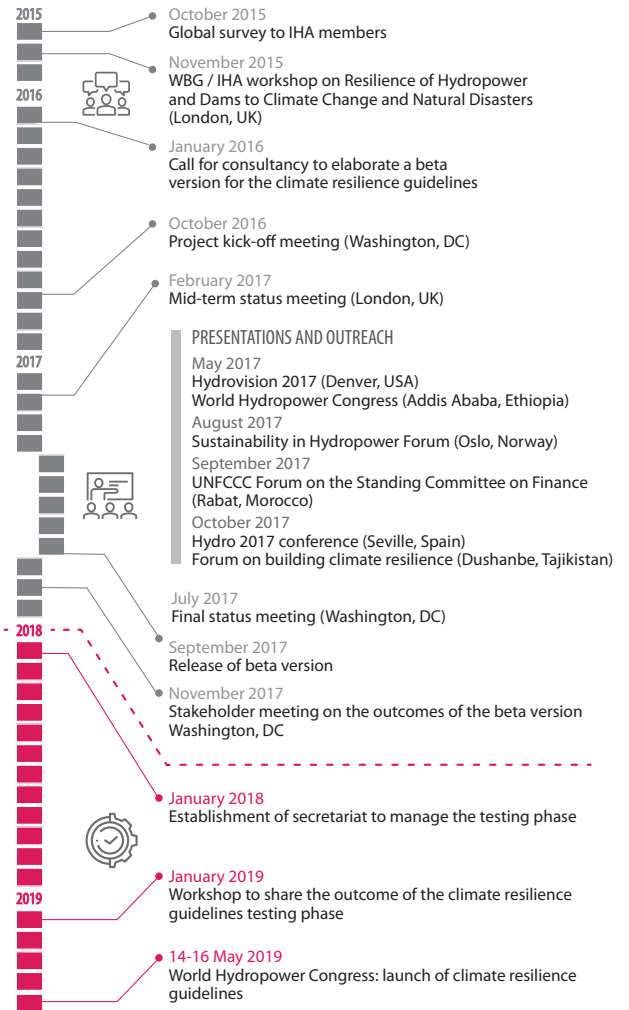 2015
October 2015
Global survey to IHA members
November 2015
WBG / IHA workshop on Resilience of Hydropower
and Dams to Climate Change and Natural Disasters
(London, UK)
2016
January 2016
Call for consultancy to elaborate a beta
version for the climate resilience guidelines
October 2016
Project kick-off meeting (Washington, DC)
February 2017
Mid-term status meeting (London, UK)
PRESENTATIONS AND OUTREACH
2017
May 2017
Hydrovision 2017 (Denver, USA)
World Hydropower Congress (Addis Ababa, Ethiopia)
August 2017
Sustainability in Hydropower Forum (Oslo, Norway)
September 2017
UNFCCC Forum on the Standing Committee on Finance
(Rabat, Morocco)
October 2017
Hydro 2017 conference (Seville, Spain)
Forum on building climate resilience (Dushanbe, Tajikistan)
July 2017
Final status meeting (Washington, DC)
2018
September 2017
Release of beta version
November 2017
Stakeholder meeting on the outcomes of the beta version
Washington, DC
January 2018
Establishment of secretariat to manage the testing phase
January 2019
Workshop to share the outcome of the climate resilience
guidelines testing phase
2019
14-16 May 2019
World Hydropower Congress: launch of climate resilience
guidelines